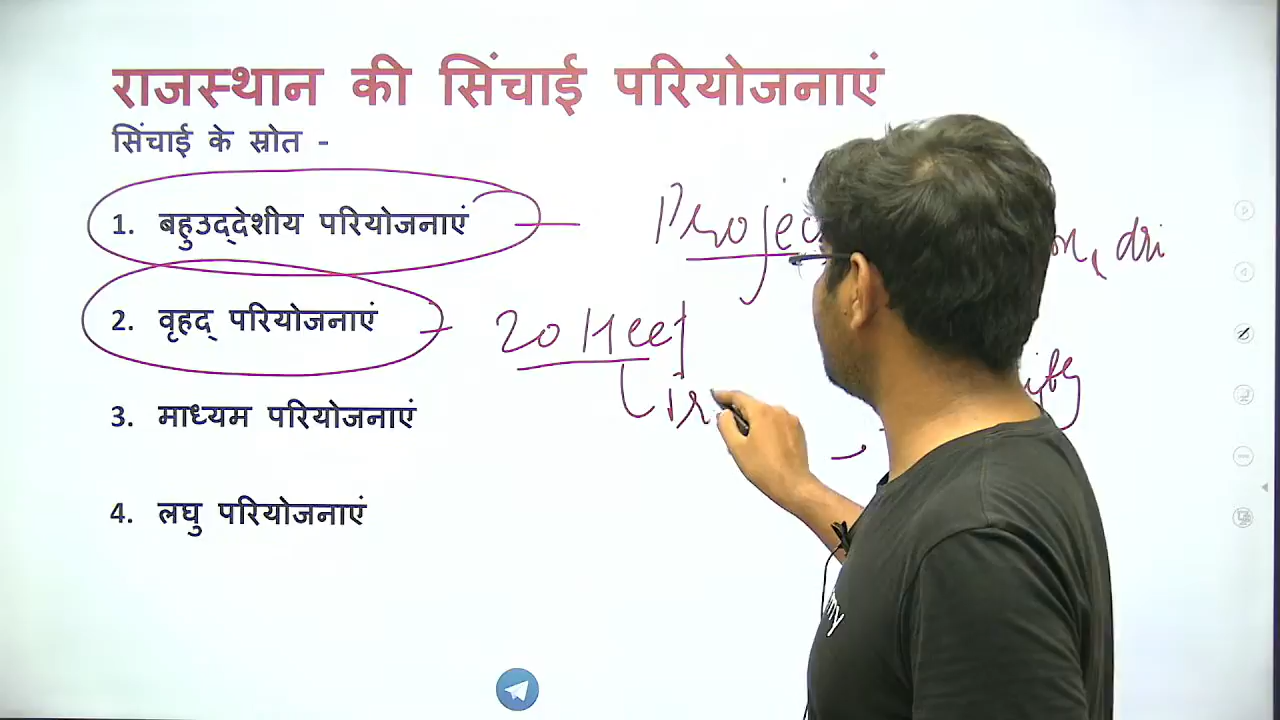 राजस्थान की सिंचाई परियोजनाएं
सिंचाई के स्रोत -
1. बहुउद्देशीय परियोजनाएं - Projec
2. वृहद् परियोजनाएं - 20 Heet
3. माध्यम परियोजनाएं
4. लघु परियोजनाएं